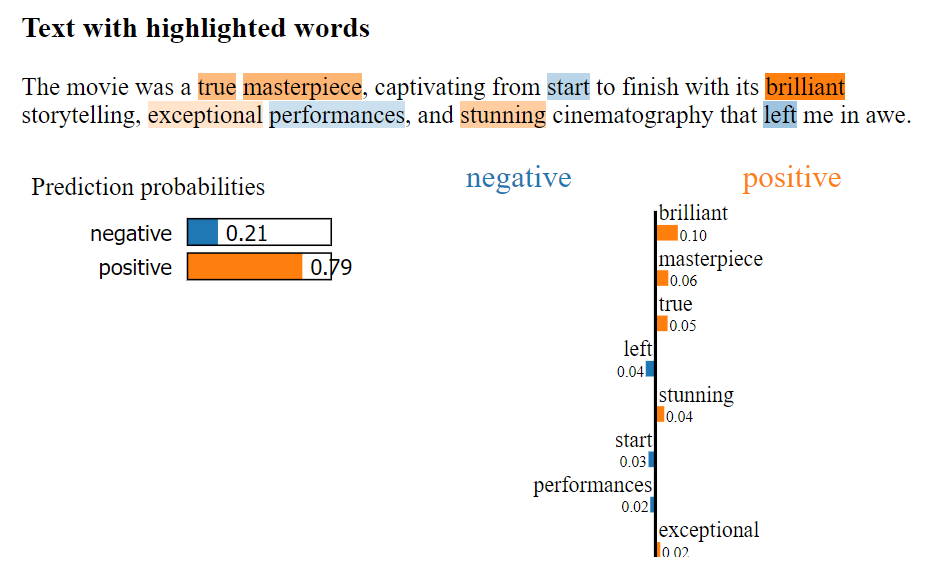 Text with highlighted words
The movie was a true masterpiece, captivating from start to finish with its brilliant
storytelling, exceptional performances, and stunning cinematography that left me in awe.
Prediction probabilities
negative 0.21
positive 0.79
negative positive
brilliant
0.10
masterpiece
0.06
true
0.05
left
0.04
stunning
0.04
start
0.03
performances
0.02
exceptional
0.02